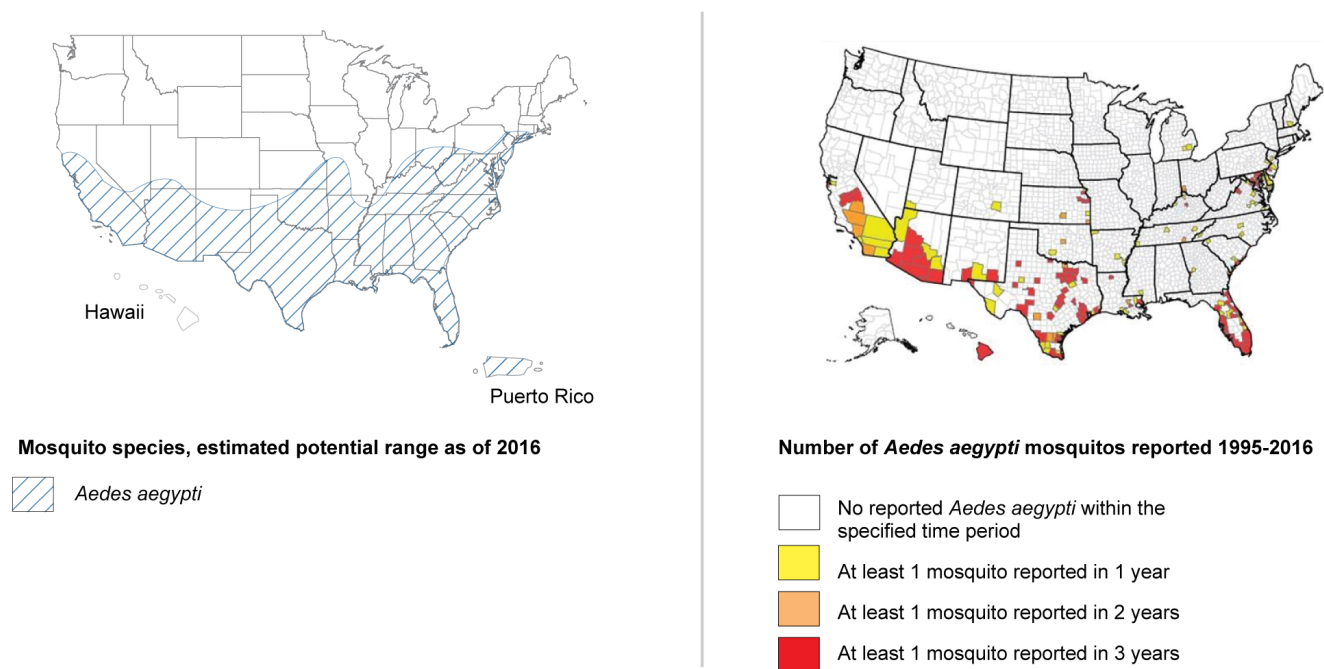 Hawaii
Puerto Rico
Mosquito species, estimated potential range as of 2016
Aedes aegypti
Number of Aedes aegypti mosquitos reported 1995-2016
No reported Aedes aegypti within the
specified time period
At least 1 mosquito reported in 1 year
At least 1 mosquito reported in 2 years
At least 1 mosquito reported in 3 years